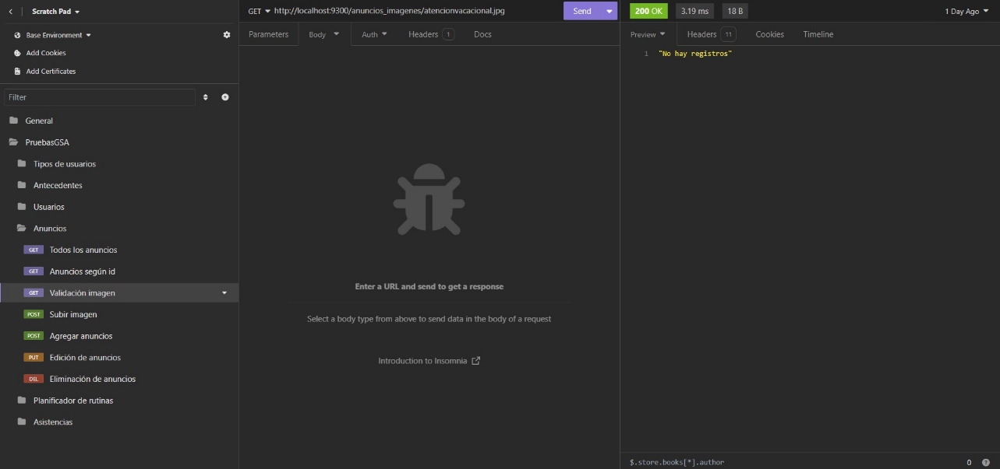 Scratch Pad
Base Environment
Add Cookies
Add Certificates
Filter
General
PruebasGSA
Tipos de usuarios
Antecedentes
Usuarios
Anuncios
GET Todos los anuncios
GET Anuncios según id
GET Validación imagen
POST Subir imagen
POST Agregar anuncios
PUT Edición de anuncios
DEL Eliminación de anuncios
Planificador de rutinas
Asistencias
GET http://localhost:9300/anuncios_imagenes/atencionvacacional.jpg Send
Parameters Body Auth Headers 1 Docs
Enter a URL and send to get a response
Select a body type from above to send data in the body of a request
Introduction to Insomnia
200 OK 3.19 ms 18 B 1 Day Ago
Preview Headers 11 Cookies Timeline
1 "No hay registros"
$.store.books[*].author 0 ?